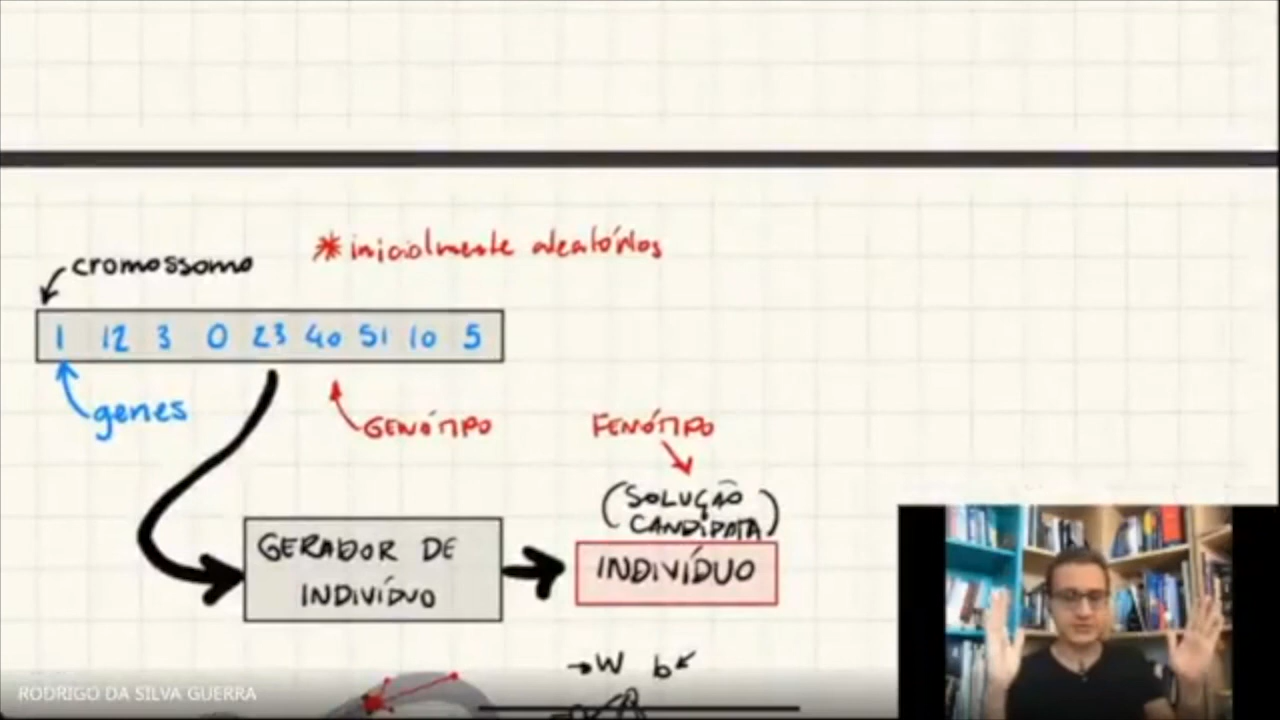 *inicialmente aleatórios
cromossomo
1 12 3 0 23 40 51 10 5
genes
GENÓTIPO
FENÓTIPO
(SOLUÇÃO
CANDIDATA)
GERADOR DE
INDIVÍDUO
INDIVÍDUO
W b
RODRIGO DA SILVA GUERRA